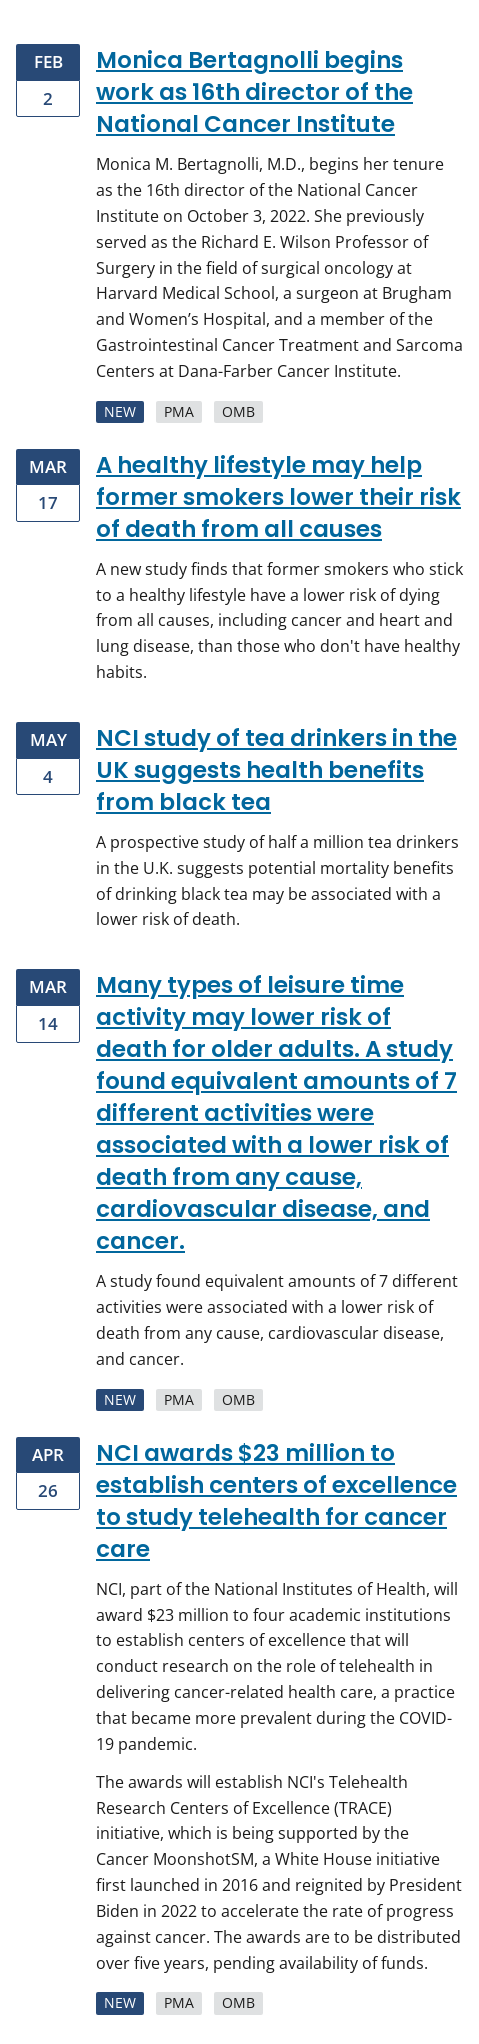 FEB
2
Monica Bertagnolli begins
work as 16th director of the
National Cancer Institute
Monica M. Bertagnolli, M.D., begins her tenure
as the 16th director of the National Cancer
Institute on October 3, 2022. She previously
served as the Richard E. Wilson Professor of
Surgery in the field of surgical oncology at
Harvard Medical School, a surgeon at Brugham
and Women’s Hospital, and a member of the
Gastrointestinal Cancer Treatment and Sarcoma
Centers at Dana-Farber Cancer Institute.
NEW PMA OMB
MAR
17
A healthy lifestyle may help
former smokers lower their risk
of death from all causes
A new study finds that former smokers who stick
to a healthy lifestyle have a lower risk of dying
from all causes, including cancer and heart and
lung disease, than those who don't have healthy
habits.
MAY
4
NCI study of tea drinkers in the
UK suggests health benefits
from black tea
A prospective study of half a million tea drinkers
in the U.K. suggests potential mortality benefits
of drinking black tea may be associated with a
lower risk of death.
MAR
14
Many types of leisure time
activity may lower risk of
death for older adults. A study
found equivalent amounts of 7
different activities were
associated with a lower risk of
death from any cause,
cardiovascular disease, and
cancer.
A study found equivalent amounts of 7 different
activities were associated with a lower risk of
death from any cause, cardiovascular disease,
and cancer.
NEW PMA OMB
APR
26
NCI awards $23 million to
establish centers of excellence
to study telehealth for cancer
care
NCI, part of the National Institutes of Health, will
award $23 million to four academic institutions
to establish centers of excellence that will
conduct research on the role of telehealth in
delivering cancer-related health care, a practice
that became more prevalent during the COVID-
19 pandemic.
The awards will establish NCI's Telehealth
Research Centers of Excellence (TRACE)
initiative, which is being supported by the
Cancer MoonshotSM, a White House initiative
first launched in 2016 and reignited by President
Biden in 2022 to accelerate the rate of progress
against cancer. The awards are to be distributed
over five years, pending availability of funds.
NEW PMA OMB